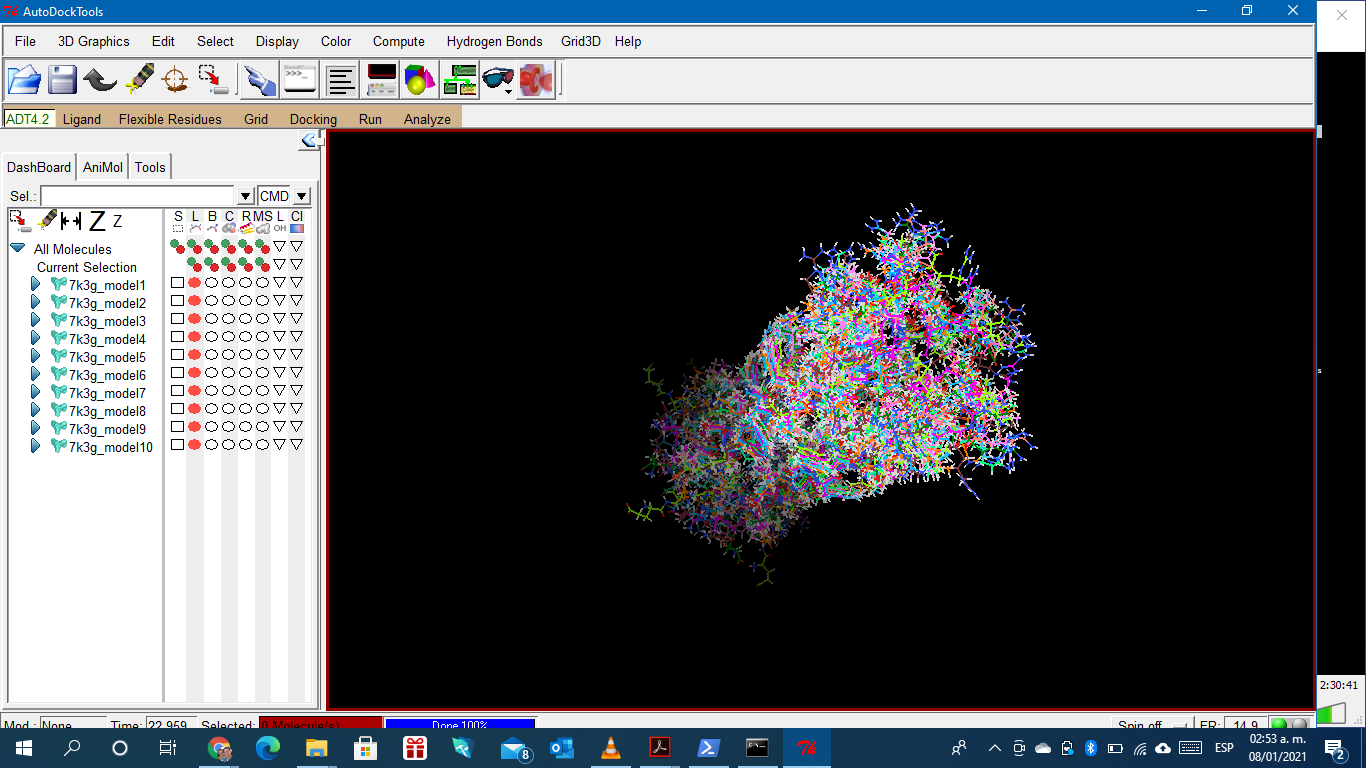 AutoDockTools
File 3D Graphics Edit Select Display Color Compute Hydrogen Bonds Grid3D Help
>>>_
ADT4.2 Ligand Flexible Residues Grid Docking Run Analyze
DashBoard AniMol Tools
Sel.: CMD
S L B C R MS L Cl
Z Z OH
All Molecules
Current Selection
7k3g_model1
7k3g_model2
7k3g_model3
7k3g_model4
7k3g_model5
7k3g_model6
7k3g_model7
7k3g_model8
7k3g_model9
7k3g_model10
s
2:30:41
Mod.: None Time: 22.959 Selected: 0 Molecule(s) Done 100% Spin off FR: 14.9
8 ESP 02:53 a. m.
08/01/2021 2